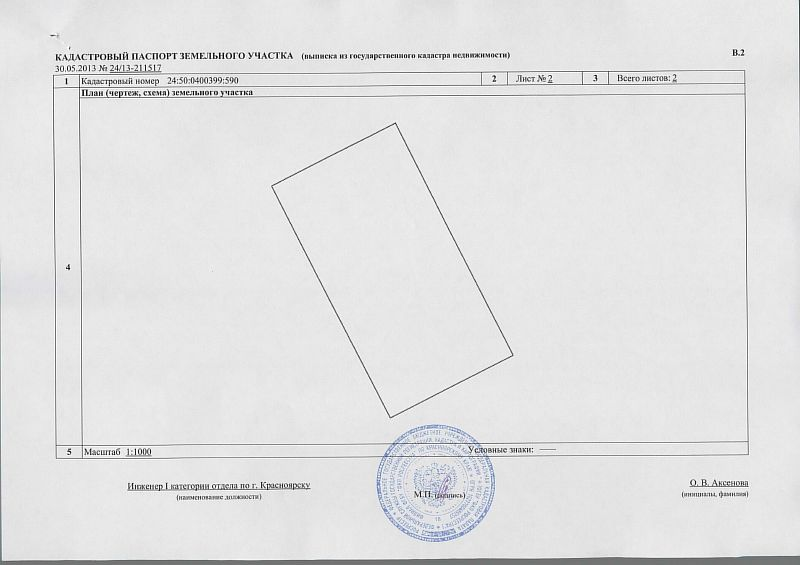 КАДАСТРОВЫЙ ПАСПОРТ ЗЕМЕЛЬНОГО УЧАСТКА (выписка из государственного кадастра недвижимости) В.2
30.05.2013 № 24/13-211517
1 Кадастровый номер 24:50:0400399:590 2 Лист № 2 3 Всего листов: 2
План (чертеж, схема) земельного участка
4
5 Масштаб 1:1000 Условные знаки:
Инженер I категории отдела по г. Красноярску О. В. Аксенова
(наименование должности) М.П. (подпись) (инициалы, фамилия)